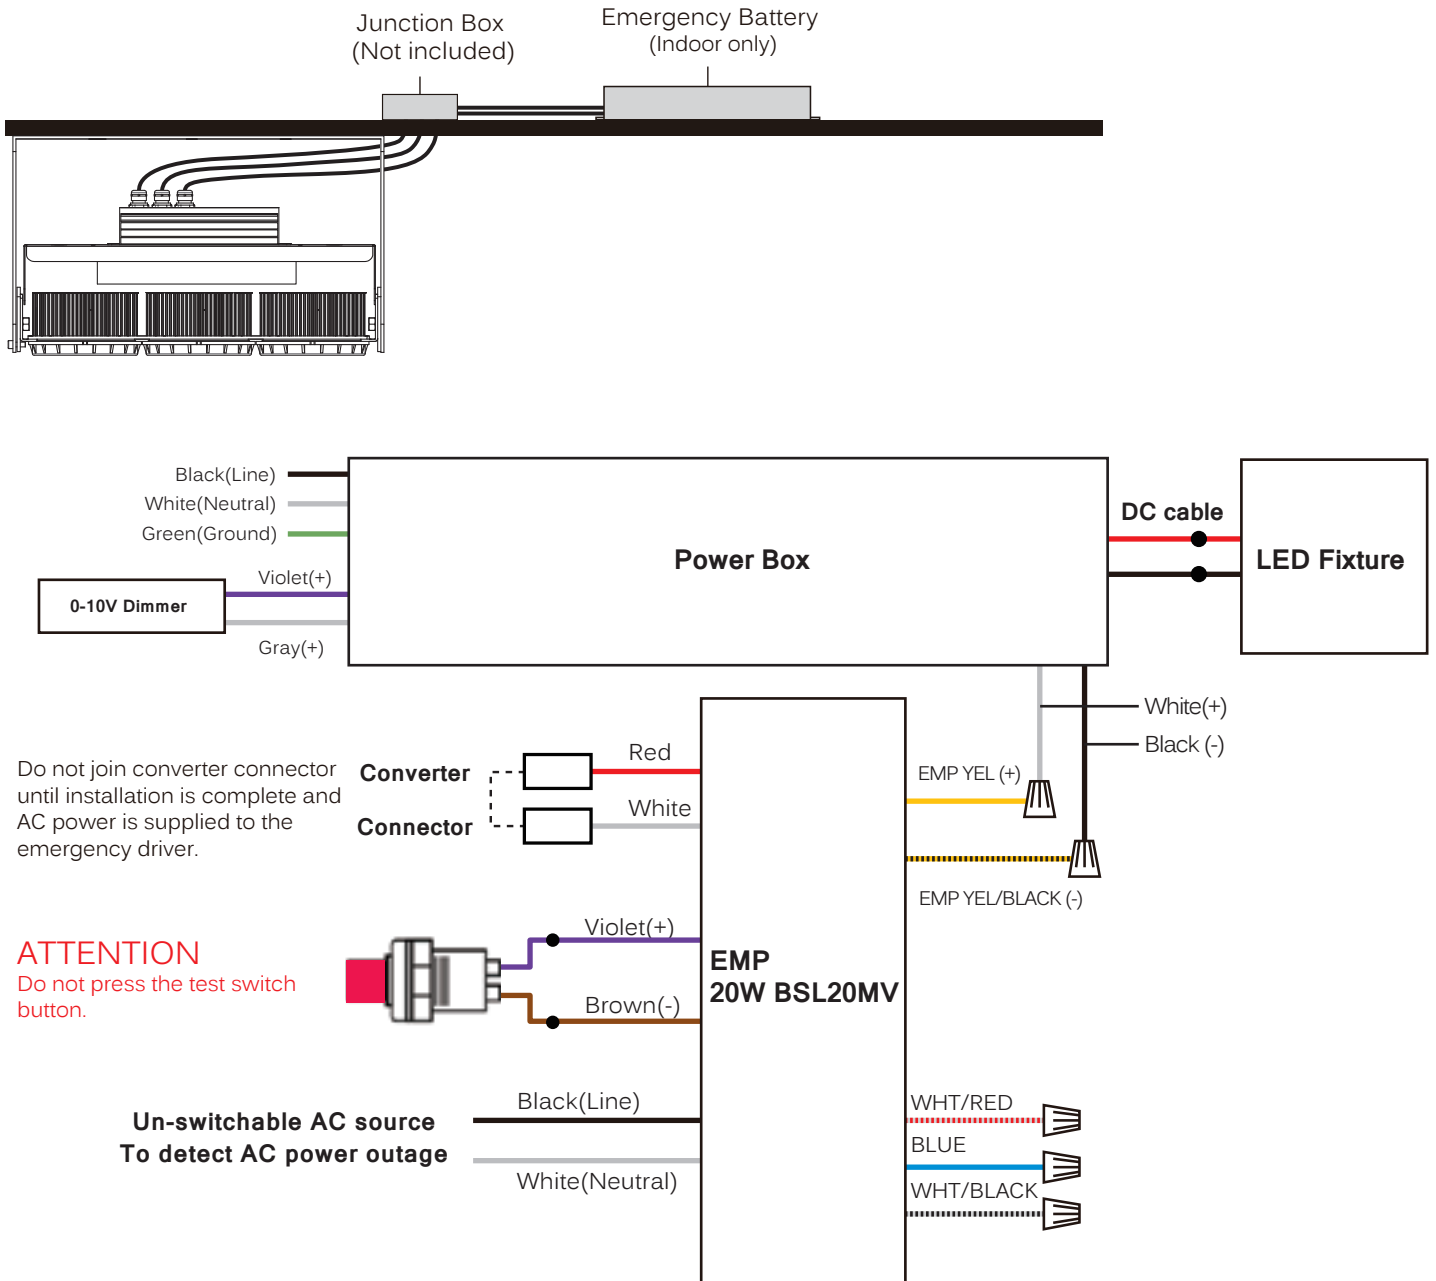 Junction Box
(Not included)
Emergency Battery
(Indoor only)
Black(Line)
White(Neutral)
Green(Ground)
Violet(+)
0-10V Dimmer
Gray(+)
Power Box
DC cable
LED Fixture
White(+)
Black (-)
Do not join converter connector
until installation is complete and
AC power is supplied to the
emergency driver.
Converter
Connector
Red
White
EMP YEL (+)
EMP YEL/BLACK (-)
ATTENTION
Do not press the test switch
button.
Violet(+)
Brown(-)
EMP
20W BSL20MV
Un-switchable AC source
To detect AC power outage
Black(Line)
White(Neutral)
WHT/RED
BLUE
WHT/BLACK